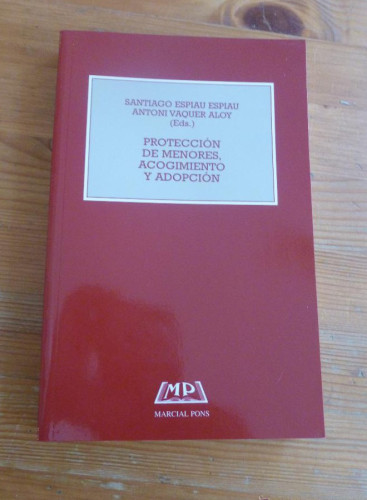 SANTIAGO ESPIAU ESPIAU
ANTONI VAQUER ALOY
(Eds.)
PROTECCIÓN
DE MENORES,
ACOGIMIENTO
Y ADOPCIÓN
MP
MARCIAL PONS